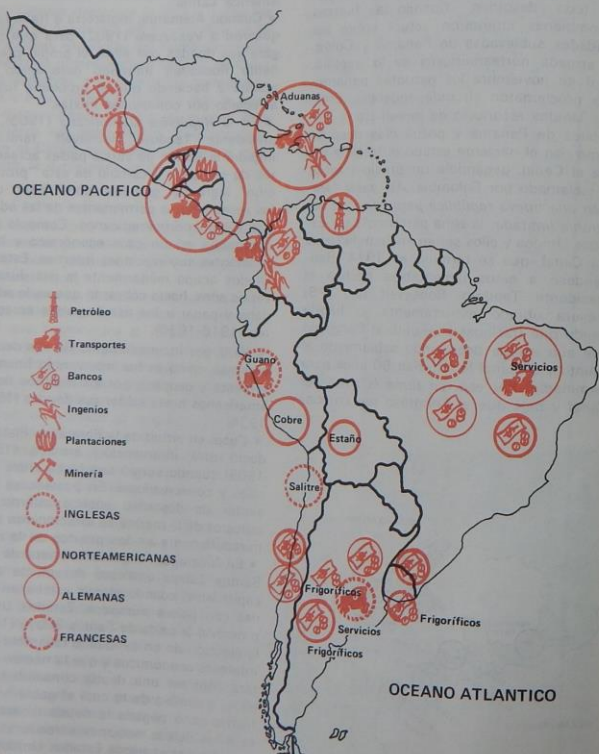 Aduanas
OCEANO PACIFICO
Petróleo
Transportes
Bancos
Ingenios
Plantaciones
Minería
INGLESAS
NORTEAMERICANAS
ALEMANAS
FRANCESAS
Guano
Cobre
Estaño
Salitre
Servicios
Frigoríficos
Servicios
Frigoríficos
Frigoríficos
OCEANO ATLANTICO